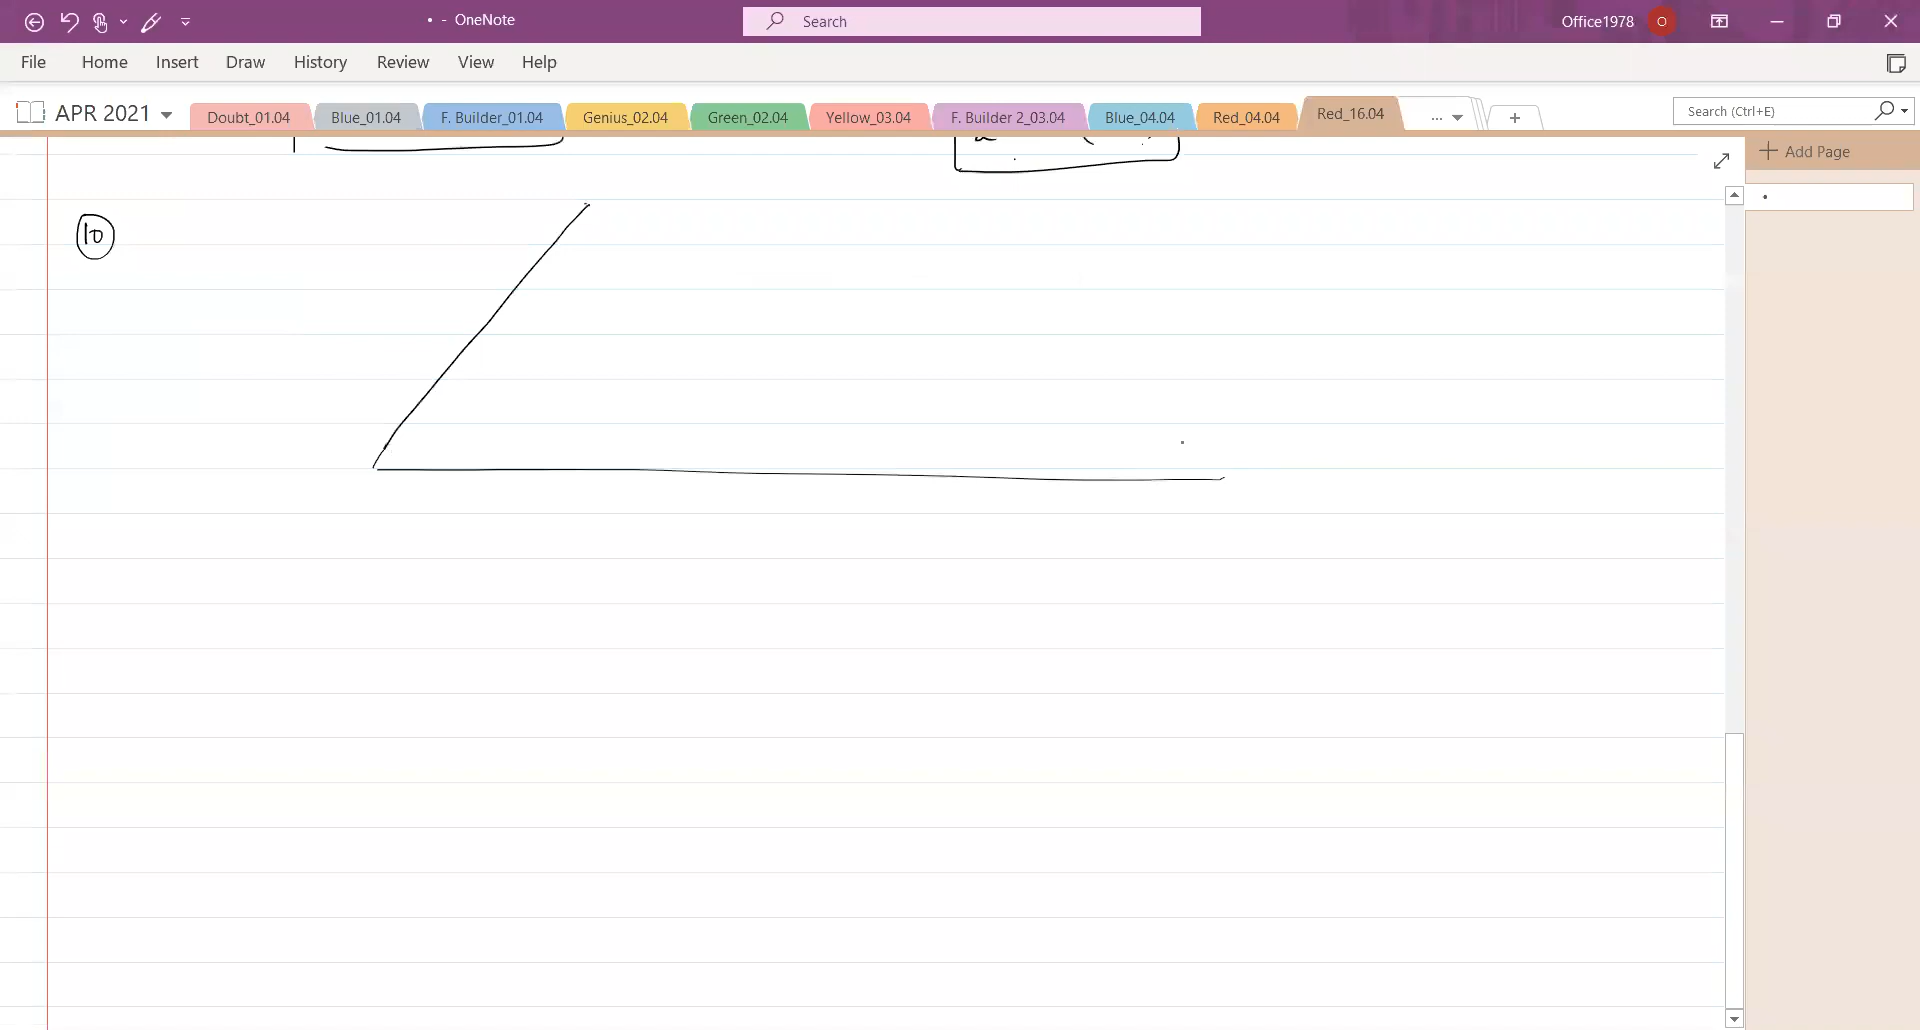 • - OneNote
Search
Office1978
O
File Home Insert Draw History Review View Help
APR 2021
Doubt_01.04 Blue_01.04 F. Builder_01.04 Genius_02.04 Green_02.04 Yellow_03.04 F. Builder 2_03.04 Blue_04.04 Red_04.04 Red_16.04 ... +
Search (Ctrl+E)
Add Page
•
10